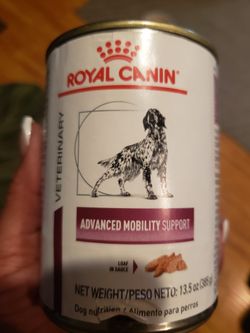 ROYAL CANIN
VETERINARY
ADVANCED MOBILITY SUPPORT
LOAF
IN SAUCE
NET WEIGHT/PESO NETO: 13.5 oz (385g)
Dog nutrition / Alimento para perros